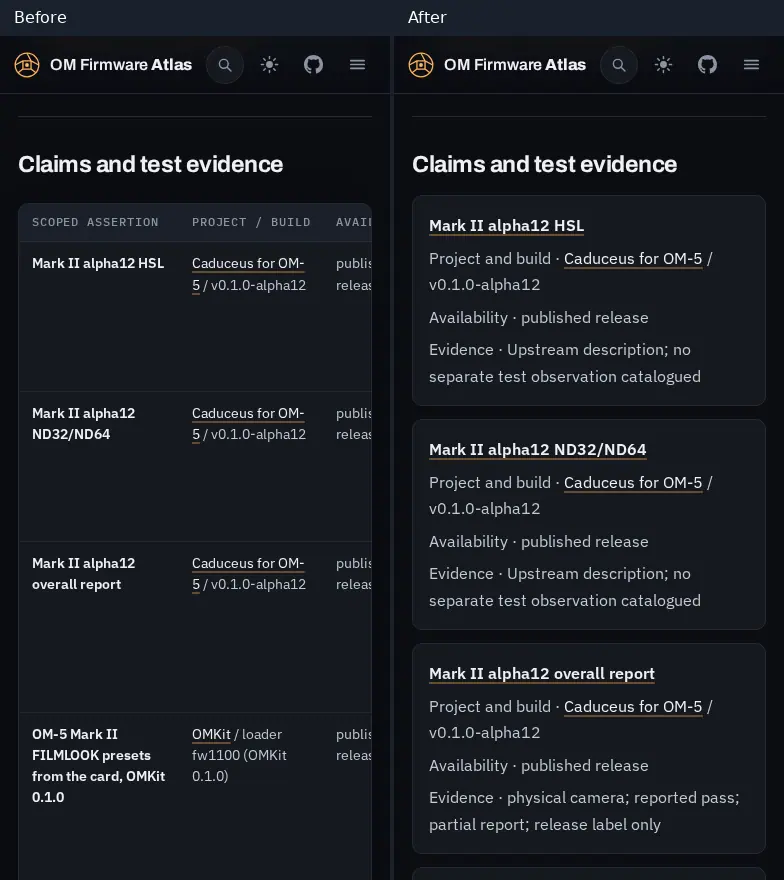 Before
OM Firmware Atlas
Claims and test evidence
SCOPED ASSERTION PROJECT / BUILD
Mark II alpha12 HSL
Caduceus for OM-
5 / v0.1.0-alpha12
Mark II alpha12
ND32/ND64
Caduceus for OM-
5 / v0.1.0-alpha12
Mark II alpha12
overall report
Caduceus for OM-
5 / v0.1.0-alpha12
OM-5 Mark II
FILMLOOK presets
from the card, OMKit
0.1.0
OMKit / loader
fw1100 (OMKit
0.1.0)
After
OM Firmware Atlas
Claims and test evidence
Mark II alpha12 HSL
Project and build · Caduceus for OM-5 /
v0.1.0-alpha12
Availability · published release
Evidence · Upstream description; no
separate test observation catalogued
Mark II alpha12 ND32/ND64
Project and build · Caduceus for OM-5 /
v0.1.0-alpha12
Availability · published release
Evidence · Upstream description; no
separate test observation catalogued
Mark II alpha12 overall report
Project and build · Caduceus for OM-5 /
v0.1.0-alpha12
Availability · published release
Evidence · physical camera; reported pass;
partial report; release label only